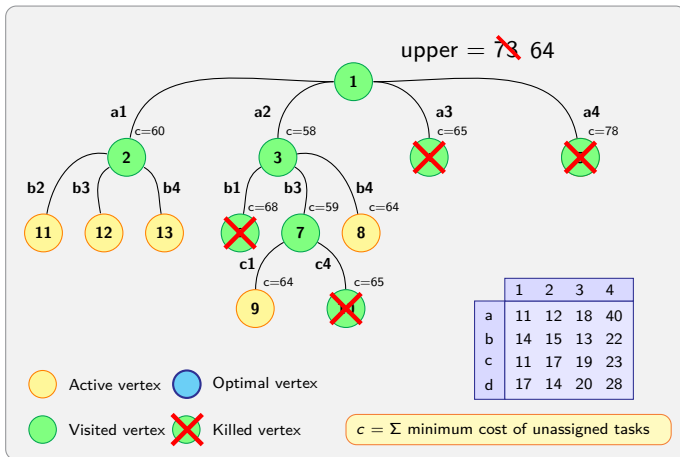 upper = 73 64
1
a1 a2 a3 a4
c=60 c=58 c=65 c=78
2 3
b2 b3 b4 b1 b3 b4
c=68 c=59 c=64
11 12 13 7 8
c1 c4
c=64 c=65
9
1 2 3 4
a 11 12 18 40
b 14 15 13 22
c 11 17 19 23
d 17 14 20 28
Active vertex Optimal vertex
Visited vertex Killed vertex
c = Σ minimum cost of unassigned tasks